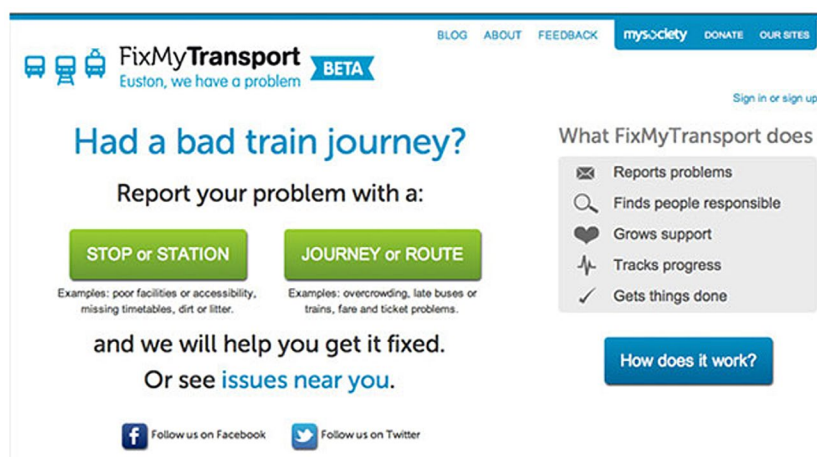 BLOG ABOUT FEEDBACK mysociety DONATE OUR SITES
FixMyTransport
Euston, we have a problem
BETA
Sign in or sign up
Had a bad train journey?
Report your problem with a:
STOP or STATION
Examples: poor facilities or accessibility,
missing timetables, dirt or litter.
JOURNEY or ROUTE
Examples: overcrowding, late buses or
trains, fare and ticket problems.
and we will help you get it fixed.
Or see issues near you.
Follow us on Facebook
Follow us on Twitter
What FixMyTransport does
Reports problems
Finds people responsible
Grows support
Tracks progress
Gets things done
How does it work?